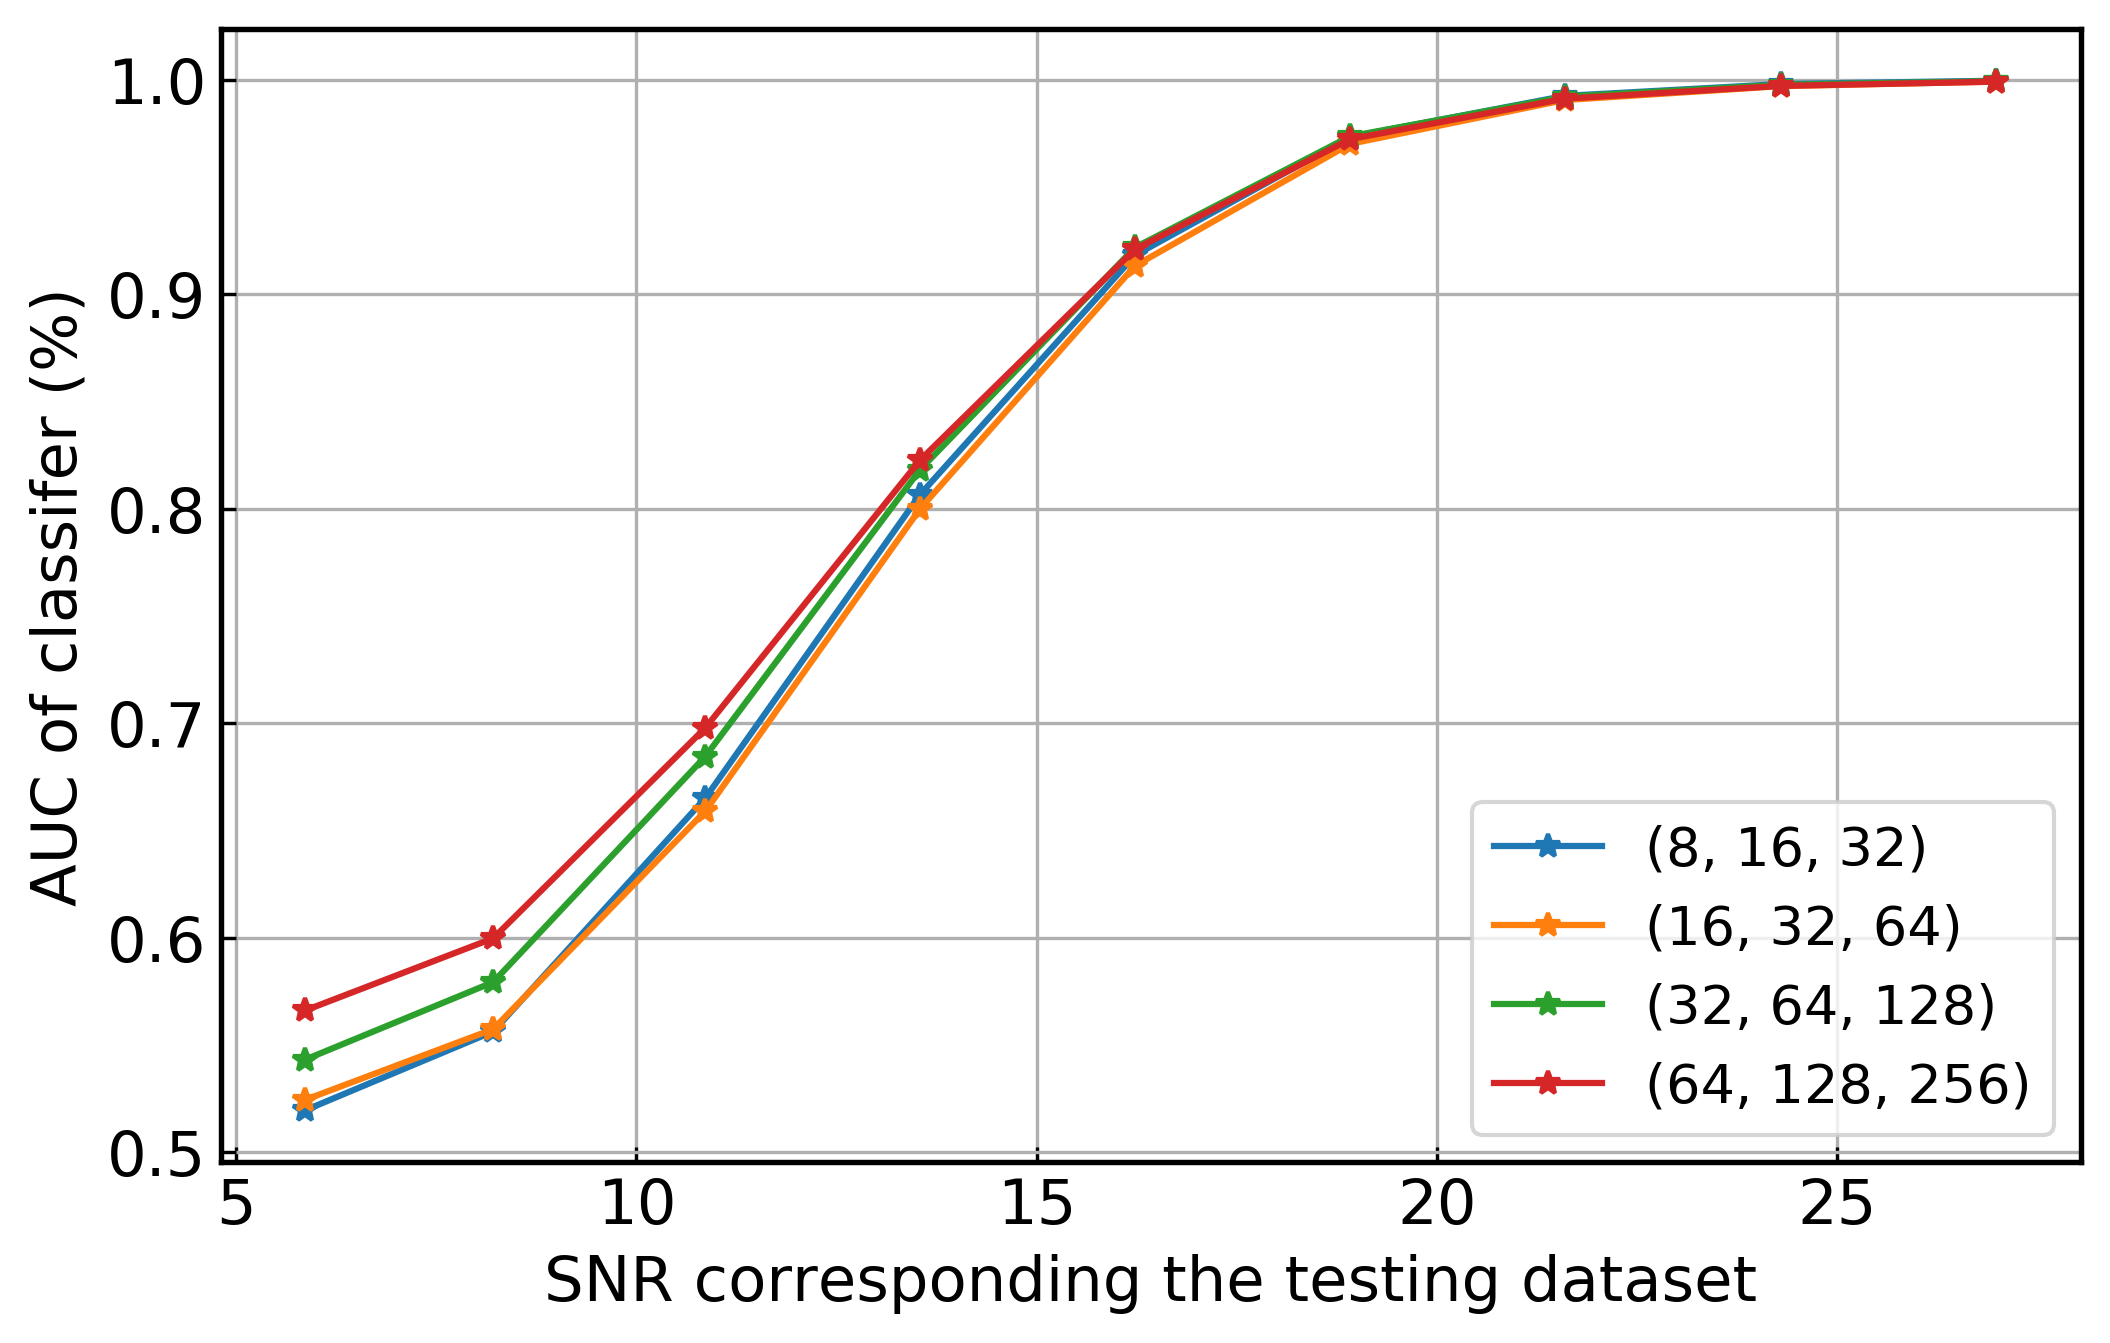 1.0
0.9
0.8
0.7
0.6
0.5
AUC of classifer (%)
5 10 15 20 25
SNR corresponding the testing dataset
(8, 16, 32)
(16, 32, 64)
(32, 64, 128)
(64, 128, 256)